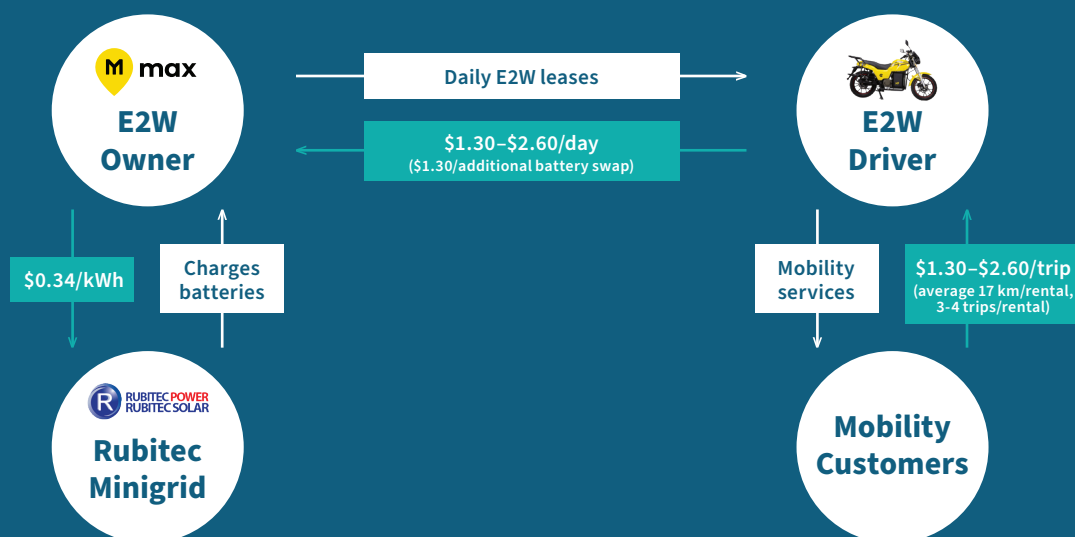 M max
E2W
Owner
Daily E2W leases
$1.30–$2.60/day
($1.30/additional battery swap)
E2W
Driver
$0.34/kWh
Charges
batteries
Mobility
services
$1.30–$2.60/trip
(average 17 km/rental,
3-4 trips/rental)
R RUBITEC POWER
RUBITEC SOLAR
Rubitec
Minigrid
Mobility
Customers